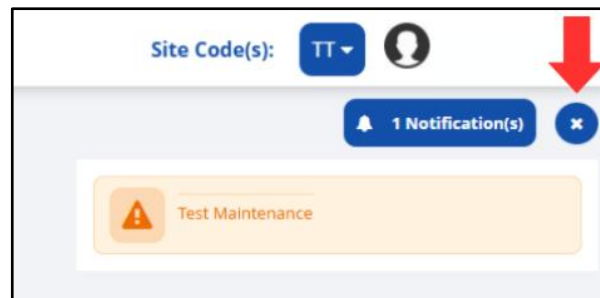 Site Code(s): TT
1 Notification(s)
Test Maintenance